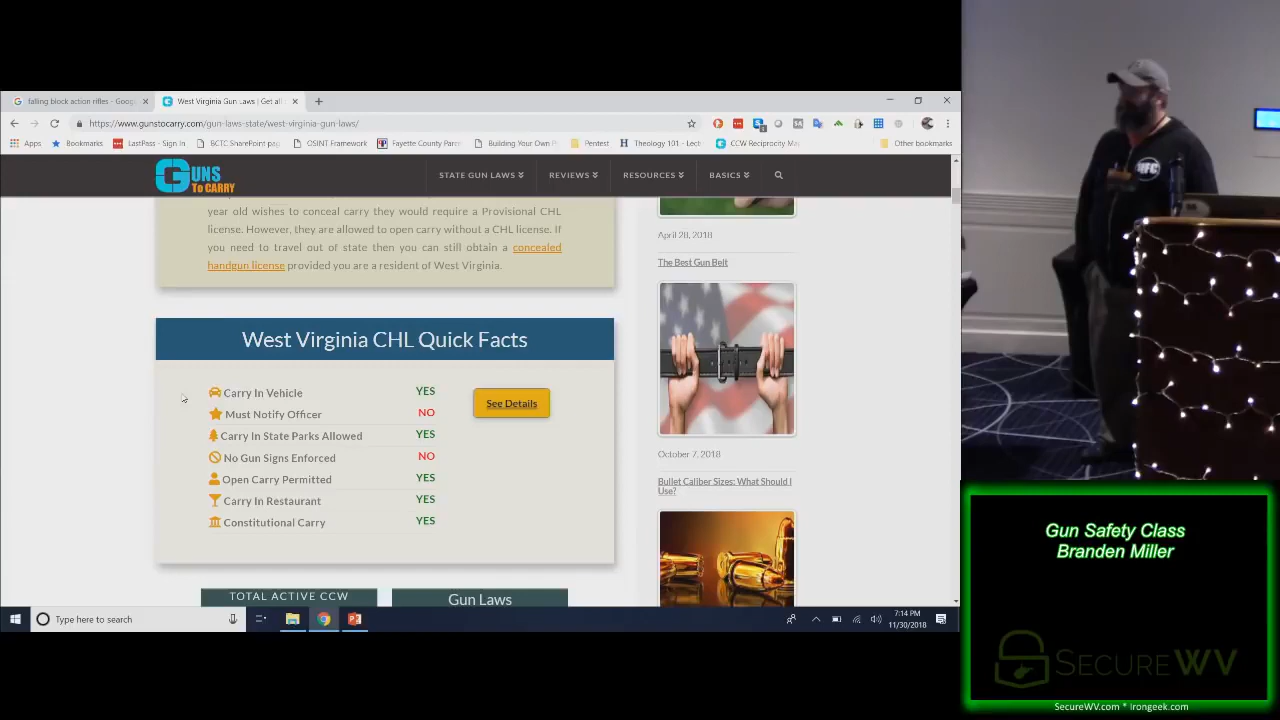 falling block action rifles - Goog
West Virginia Gun Laws | Get all
https://www.gunstocarry.com/gun-laws-state/west-virginia-gun-laws/
Apps
Bookmarks
LastPass - Sign In
BCTC SharePoint pag
OSINT Framework
Fayette County Parce
Building Your Own P
Pentest
Theology 101 - Lect
CCW Reciprocity Map
Other bookmarks
GUNS
TO CARRY
STATE GUN LAWS
REVIEWS
RESOURCES
BASICS
year old wishes to conceal carry they would require a Provisional CHL
license. However, they are allowed to open carry without a CHL license. If
you need to travel out of state then you can still obtain a concealed
handgun license provided you are a resident of West Virginia.
West Virginia CHL Quick Facts
Carry In Vehicle YES
Must Notify Officer NO
Carry In State Parks Allowed YES
No Gun Signs Enforced NO
Open Carry Permitted YES
Carry In Restaurant YES
Constitutional Carry YES
See Details
TOTAL ACTIVE CCW
Gun Laws
April 28, 2018
The Best Gun Belt
October 7, 2018
Bullet Caliber Sizes: What Should I
Use?
Type here to search
7:14 PM
11/30/2018
Gun Safety Class
Branden Miller
SECUREWV
SecureWV.com * Irongeek.com